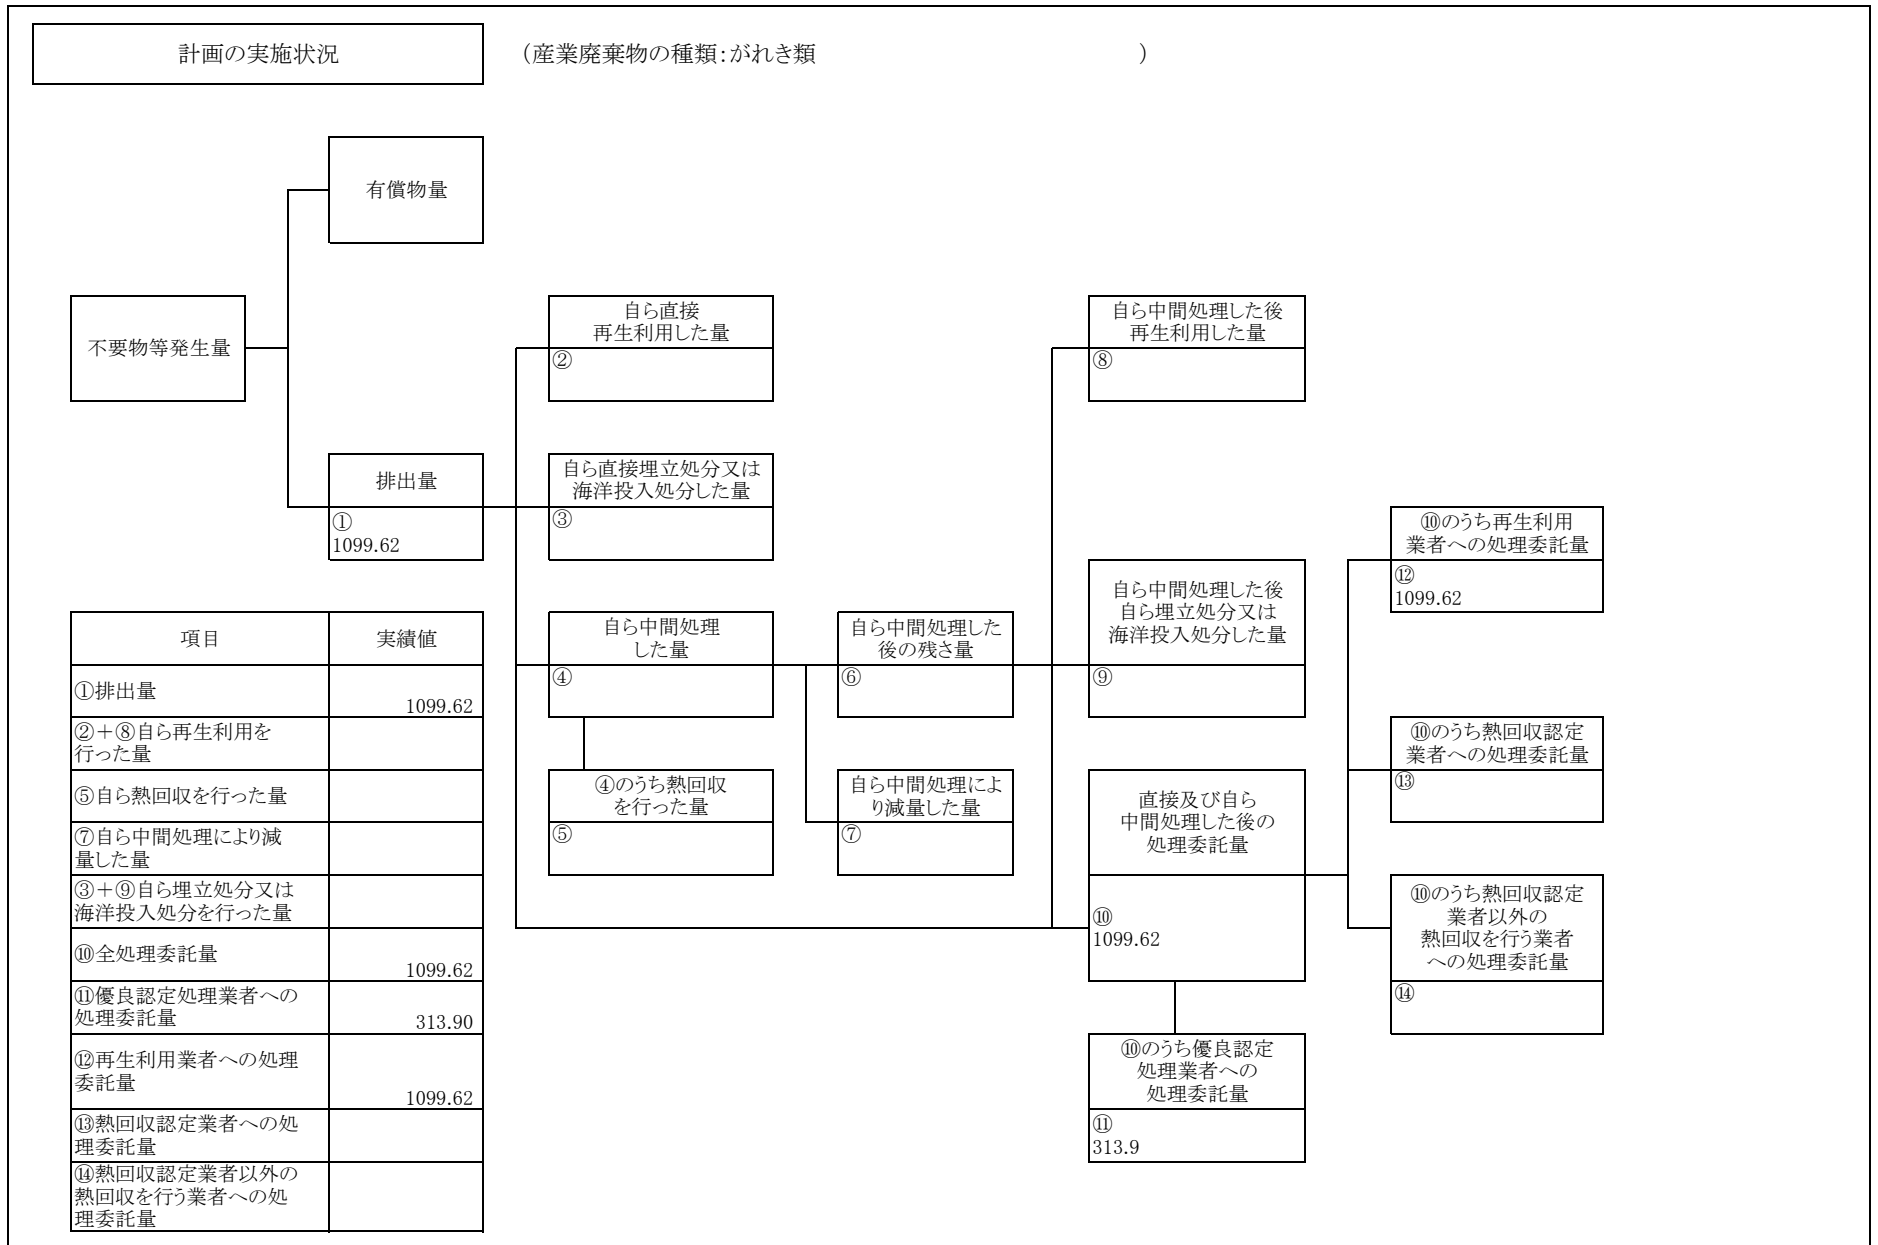 計画の実施状況
（産業廃棄物の種類：がれき類　　　　　　　　　　　　　　　　）
有償物量
不要物等発生量
排出量
①
1099.62
自ら直接
再生利用した量
②
自ら直接埋立処分又は
海洋投入処分した量
③
自ら中間処理
した量
④
④のうち熱回収
を行った量
⑤
自ら中間処理した
後の残さ量
⑥
自ら中間処理によ
り減量した量
⑦
自ら中間処理した後
再生利用した量
⑧
自ら中間処理した後
自ら埋立処分又は
海洋投入処分した量
⑨
直接及び自ら
中間処理した後の
処理委託量
⑩
1099.62
⑩のうち優良認定
処理業者への
処理委託量
⑪
313.9
⑩のうち再生利用
業者への処理委託量
⑫
1099.62
⑩のうち熱回収認定
業者への処理委託量
⑬
⑩のうち熱回収認定
業者以外の
熱回収を行う業者
への処理委託量
⑭
項目 実績値
①排出量
1099.62
②＋⑧自ら再生利用を
行った量
⑤自ら熱回収を行った量
⑦自ら中間処理により減
量した量
③＋⑨自ら埋立処分又は
海洋投入処分を行った量
⑩全処理委託量
1099.62
⑪優良認定処理業者への
処理委託量
313.90
⑫再生利用業者への処理
委託量
1099.62
⑬熱回収認定業者への処
理委託量
⑭熱回収認定業者以外の
熱回収を行う業者への処
理委託量